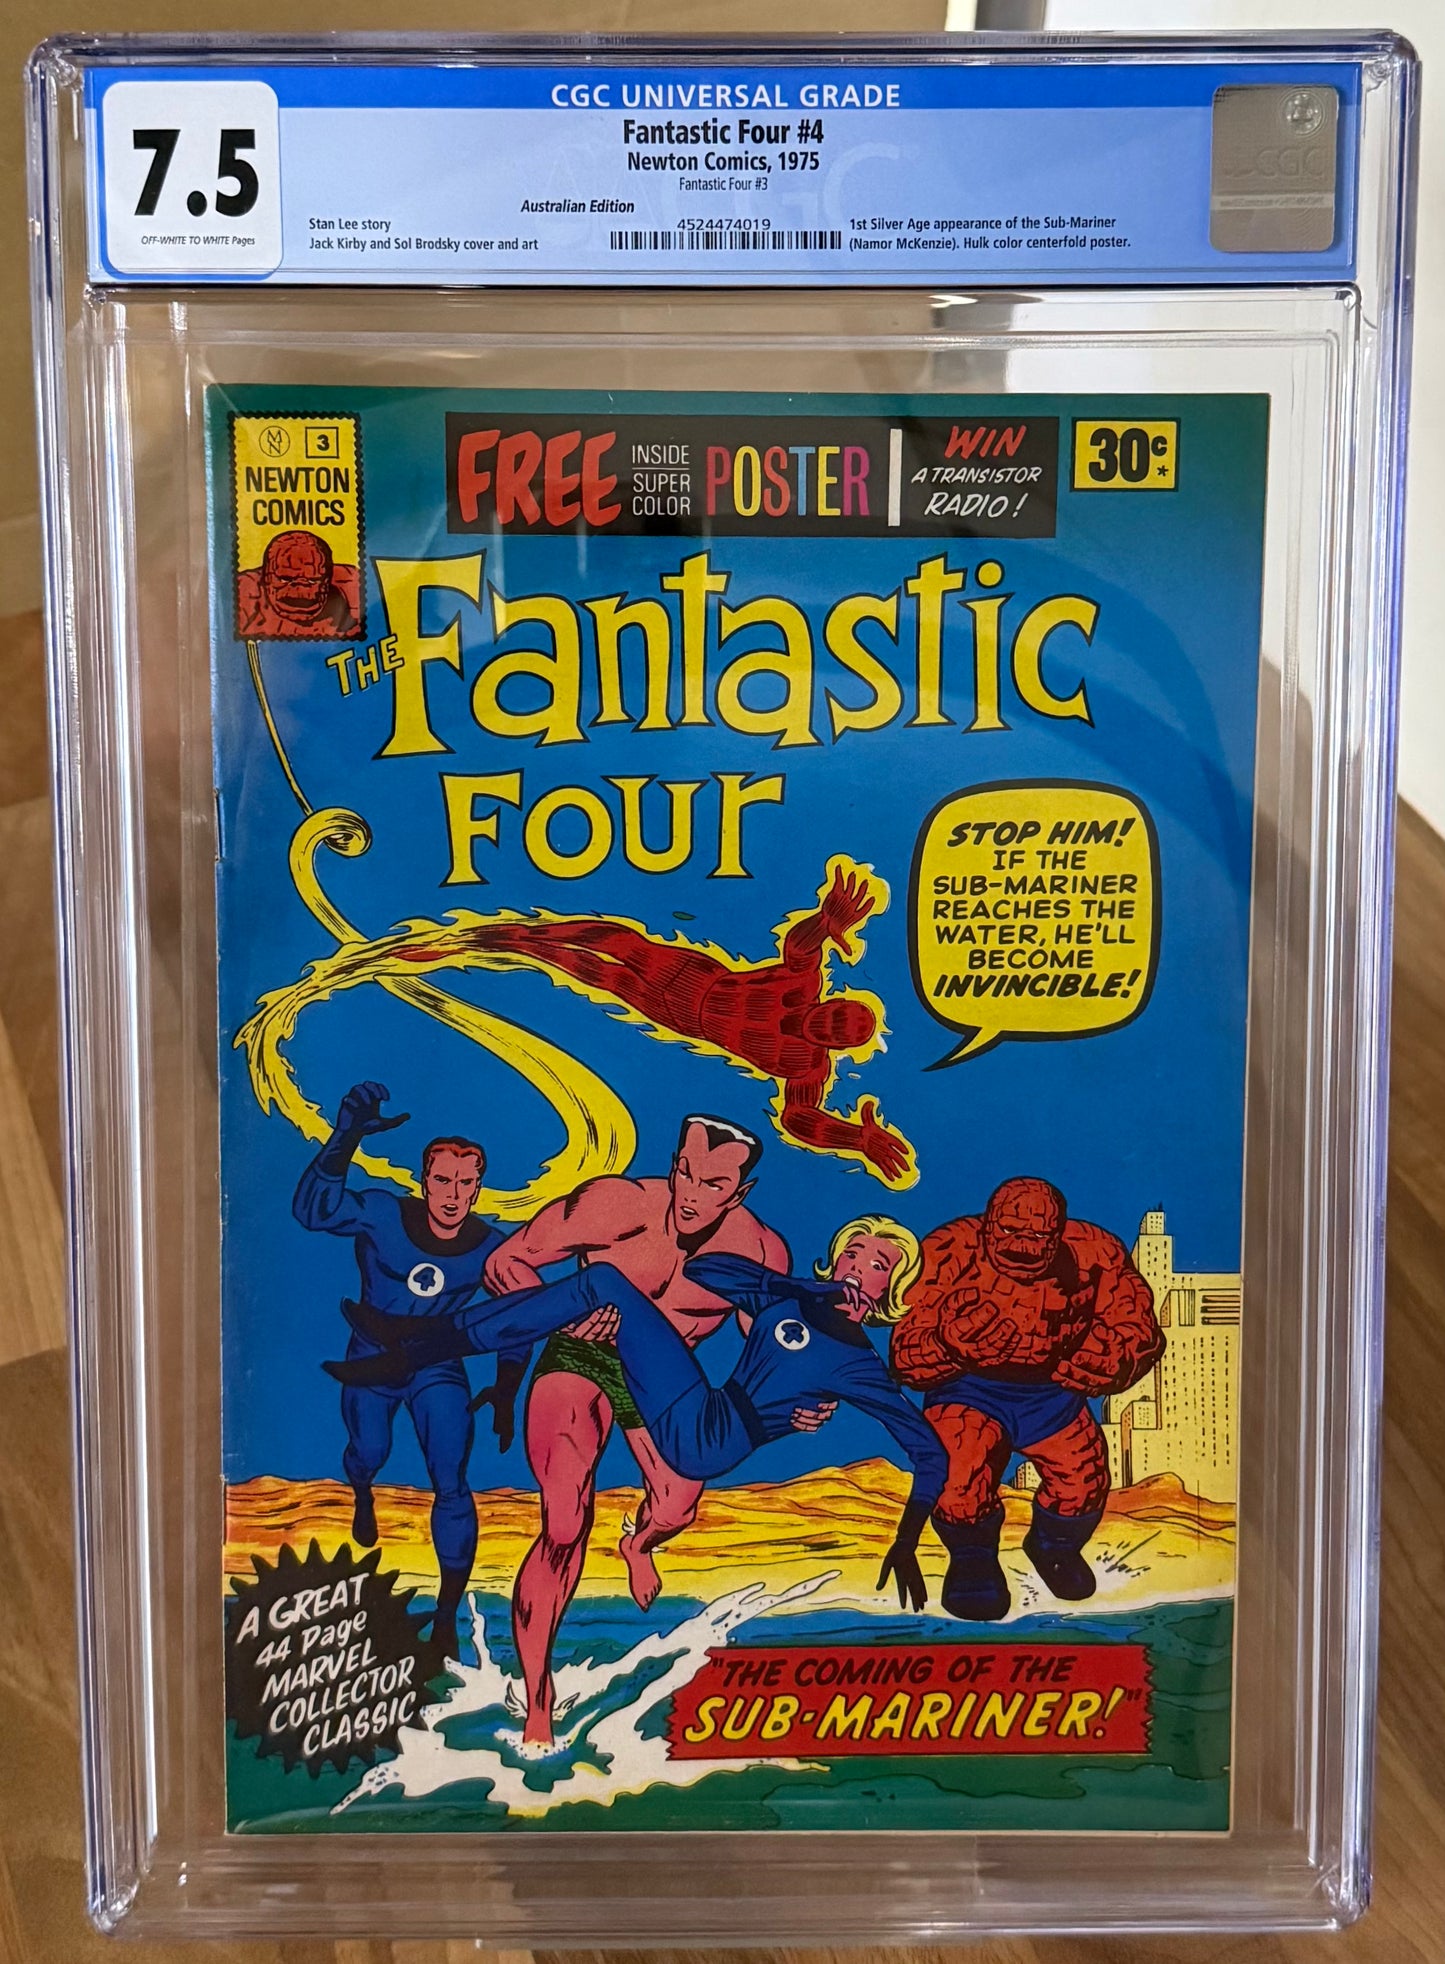 CGC UNIVERSAL GRADE
7.5
OFF-WHITE TO WHITE Pages
Fantastic Four #4
Newton Comics, 1975
Fantastic Four #3
Australian Edition
Stan Lee story
Jack Kirby and Sol Brodsky cover and art
4524474019
1st Silver Age appearance of the Sub-Mariner
(Namor McKenzie). Hulk color centerfold poster.
CGC
MN 3
NEWTON
COMICS
FREE
INSIDE
SUPER
COLOR
POSTER
WIN
A TRANSISTOR
RADIO!
30c*
THE
Fantastic
Four
STOP HIM!
IF THE
SUB-MARINER
REACHES THE
WATER, HE'LL
BECOME
INVINCIBLE!
4
4
A GREAT
44 Page
MARVEL
COLLECTOR
CLASSIC
"THE COMING OF THE
SUB-MARINER!"